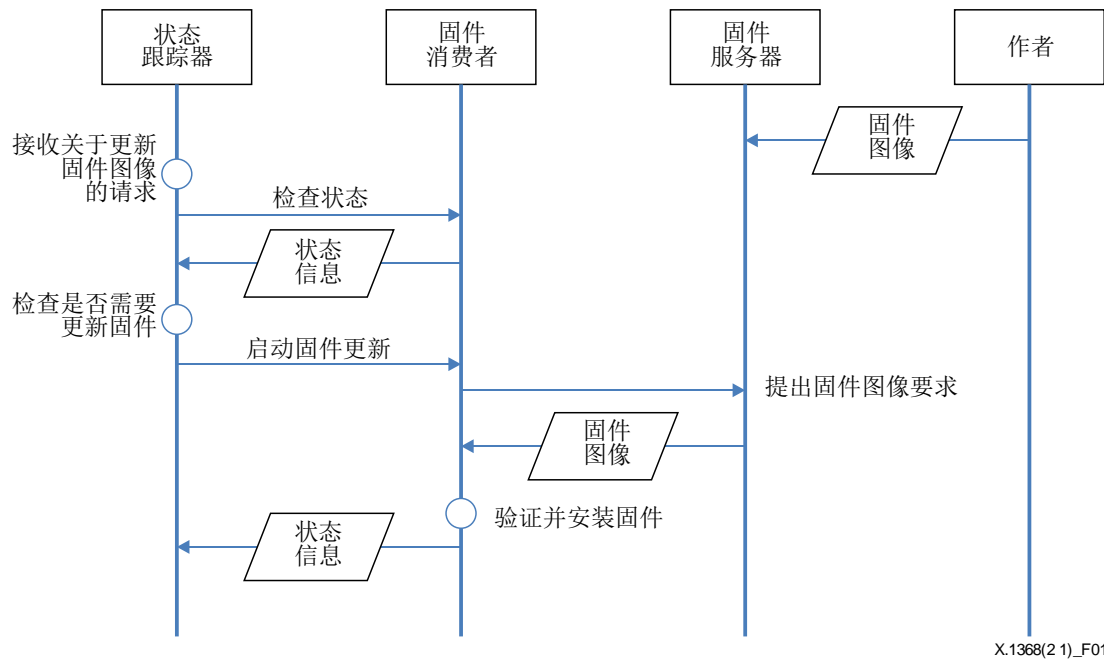 状态
跟踪器
固件
消费者
固件
服务器
作者
固件
图像
接收关于更新
固件图像
的请求
检查状态
状态
信息
检查是否需要
更新固件
启动固件更新
提出固件图像要求
固件
图像
验证并安装固件
状态
信息
X.1368(21)_F01